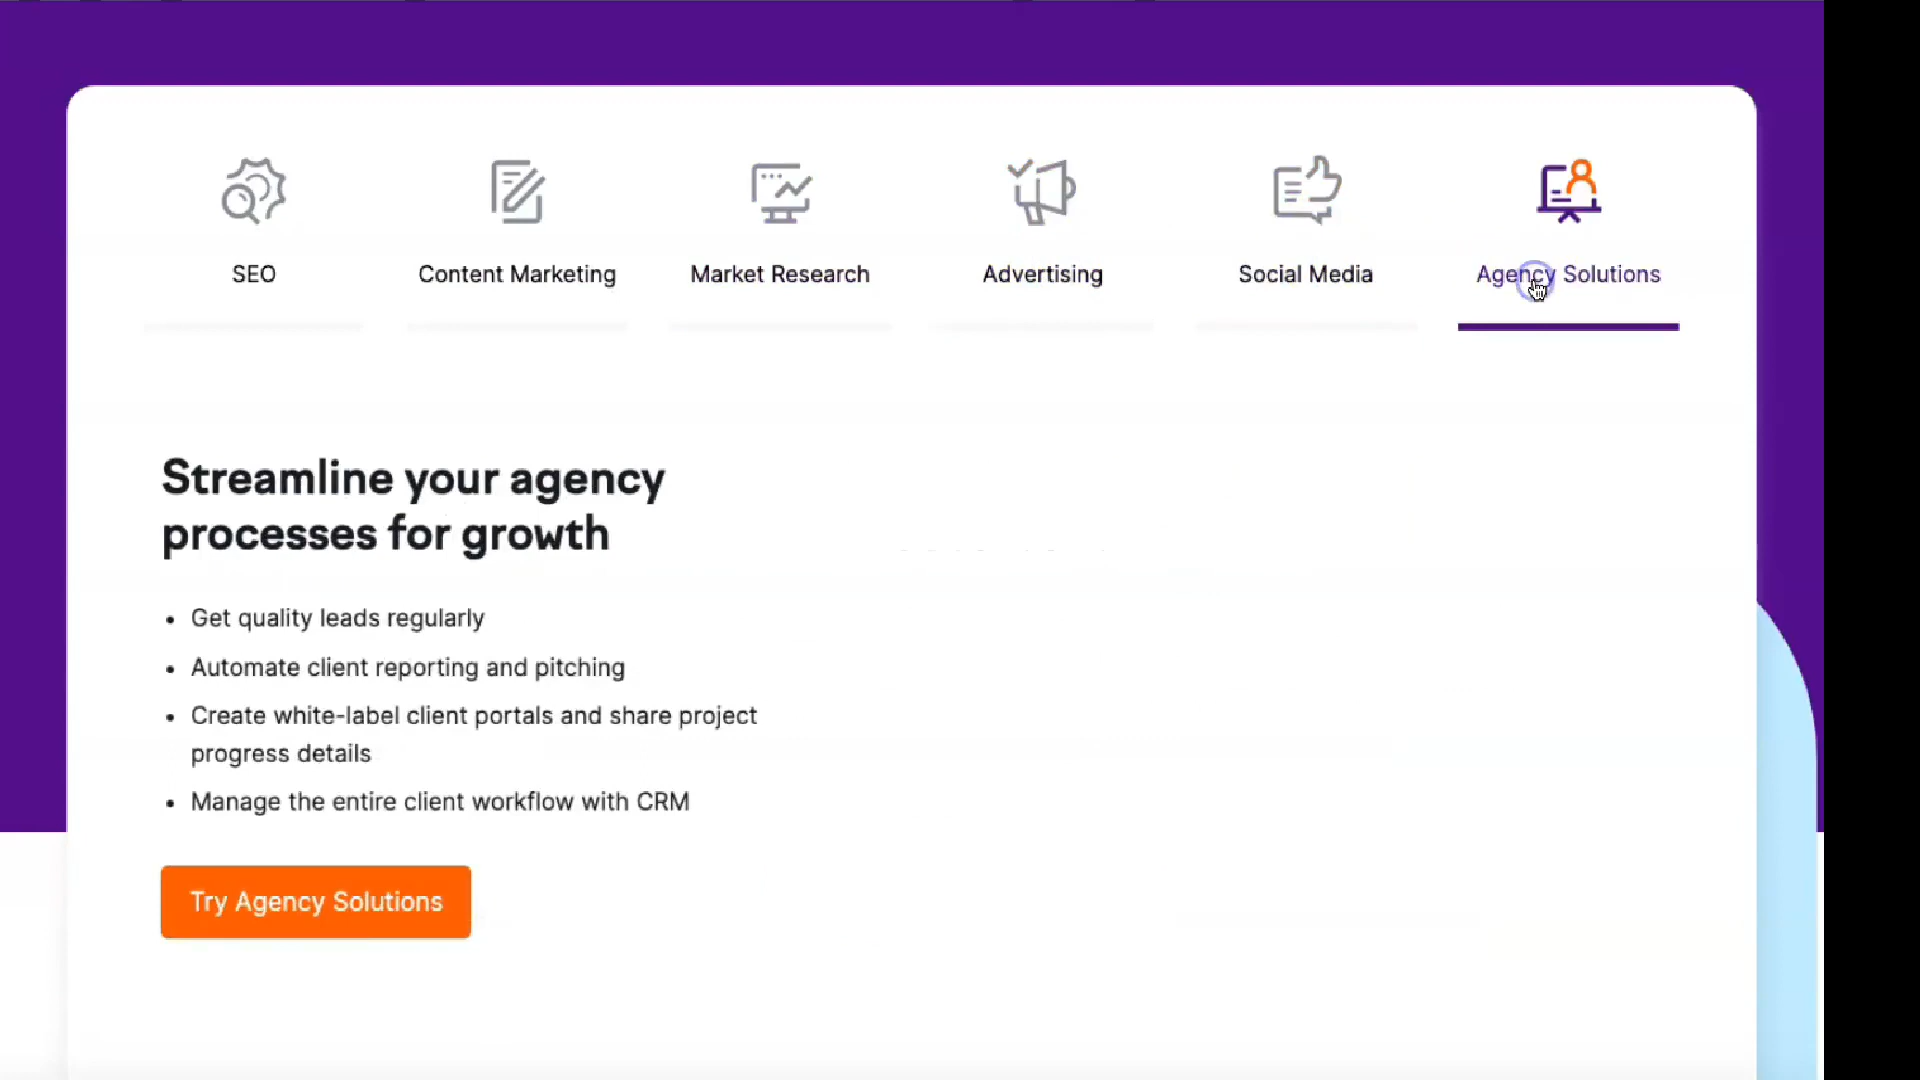 SEO
Content Marketing
Market Research
Advertising
Social Media
Agency Solutions
Streamline your agency
processes for growth
• Get quality leads regularly
• Automate client reporting and pitching
• Create white-label client portals and share project
progress details
• Manage the entire client workflow with CRM
Try Agency Solutions